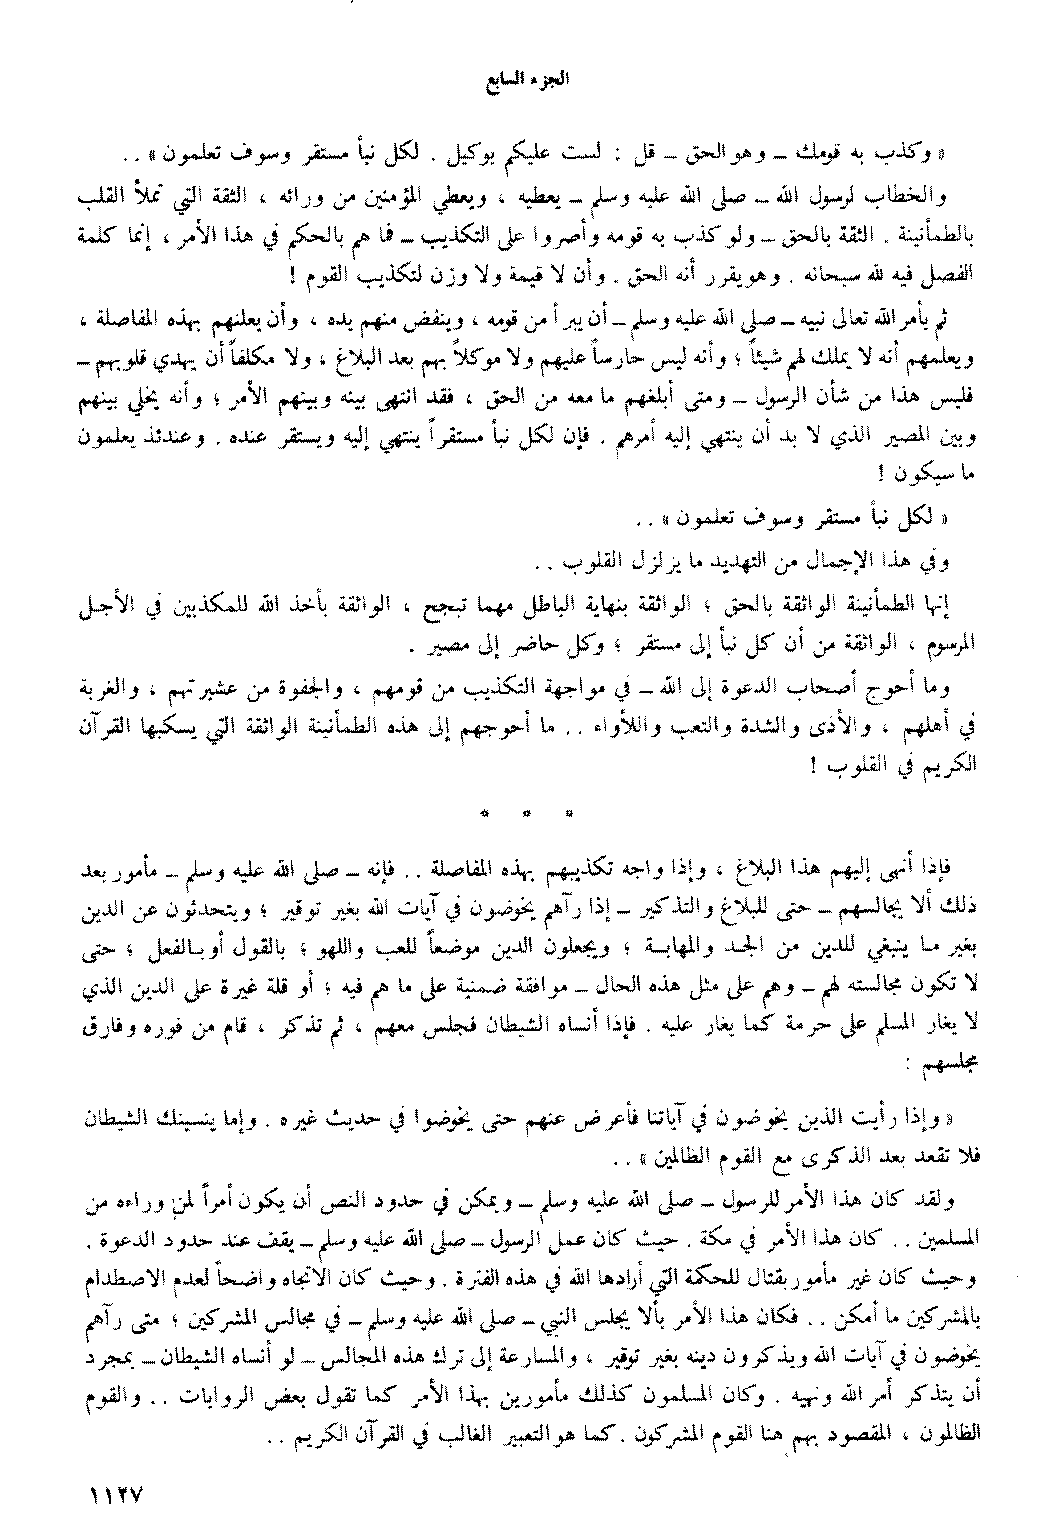 الجزء السابع
« وكذب به قومك – وهو الحق – قل : لست عليكم بوكيل . لكل نبأ مستقر وسوف تعلمون » . .
والخطاب لرسول الله – صلى الله عليه وسلم – يعطيه ، ويعطي المؤمنين من ورائه ، الثقة التي تملأ القلب
بالطمأنينة . الثقة بالحق – ولو كذب به قومه وأصروا على التكذيب – فما هم بالحكم في هذا الأمر ، إنما كلمة
الفصل فيه لله سبحانه . وهو يقرر أنه الحق . وأن لا قيمة ولا وزن لتكذيب القوم !
ثم يأمر الله تعالى نبيه – صلى الله عليه وسلم – أن يبرأ من قومه ، وينفض منهم يده ، وأن يعلنهم بهذه المفاصلة ،
ويعلمهم أنه لا يملك لهم شيئاً ؛ وأنه ليس حارساً عليهم ولا موكلاً بهم بعد البلاغ ، ولا مكلفاً أن يهدي قلوبهم –
فليس هذا من شأن الرسول – ومتى أبلغهم ما معه من الحق ، فقد انتهى بينه وبينهم الأمر ؛ وأنه يخلي بينهم
وبين المصير الذي لا بد أن ينتهي إليه أمرهم . فإن لكل نبأ مستقراً ينتهي إليه ويستقر عنده . وعندئذ يعلمون
ما سيكون !
« لكل نبأ مستقر وسوف تعلمون » . .
وفي هذا الإجمال من التهديد ما يزلزل القلوب . .
إنها الطمأنينة الواثقة بالحق ؛ الواثقة بنهاية الباطل مهما تبجح ، الواثقة بأخذ الله للمكذبين في الأجل
المرسوم ، الواثقة من أن كل نبأ إلى مستقر ؛ وكل حاضر إلى مصير .
وما أحوج أصحاب الدعوة إلى الله – في مواجهة التكذيب من قومهم ، والجفوة من عشيرتهم ، والغربة
في أهلهم ، والأذى والشدة والتعب واللأواء . . ما أحوجهم إلى هذه الطمأنينة الواثقة التي يسكبها القرآن
الكريم في القلوب !
* * *
فإذا أنهى إليهم هذا البلاغ ، وإذا واجه تكذيبهم بهذه المفاصلة . . فإنه – صلى الله عليه وسلم – مأمور بعد
ذلك ألا يجالسهم – حتى للبلاغ والتذكير – إذا رآهم يخوضون في آيات الله بغير توقير ؛ ويتحدثون عن الدين
بغير ما ينبغي للدين من الجد والمهابة ؛ ويجعلون الدين موضعاً للعب واللهو ؛ بالقول أو بالفعل ؛ حتى
لا تكون مجالسته لهم – وهم على مثل هذه الحال – موافقة ضمنية على ما هم فيه ؛ أو قلة غيرة على الدين الذي
لا يغار المسلم على حرمة كما يغار عليه . فإذا أنساه الشيطان فجلس معهم ، ثم تذكر ، قام من فوره وفارق
مجلسهم :
« وإذا رأيت الذين يخوضون في آياتنا فأعرض عنهم حتى يخوضوا في حديث غيره . وإما ينسينك الشيطان
فلا تقعد بعد الذكرى مع القوم الظالمين » . .
ولقد كان هذا الأمر للرسول – صلى الله عليه وسلم – ويمكن في حدود النص أن يكون أمراً لمن وراءه من
المسلمين . . كان هذا الأمر في مكة . حيث كان عمل الرسول – صلى الله عليه وسلم – يقف عند حدود الدعوة .
وحيث كان غير مأمور بقتال للحكمة التي أرادها الله في هذه الفترة . وحيث كان الاتجاه واضحاً لعدم الاصطدام
بالمشركين ما أمكن . . فكان هذا الأمر بألا يجلس النبي – صلى الله عليه وسلم – في مجالس المشركين ؛ متى رآهم
يخوضون في آيات الله ويذكرون دينه بغير توقير ، والمسارعة إلى ترك هذه المجالس – لو أنساه الشيطان – بمجرد
أن يتذكر أمر الله ونهيه . وكان المسلمون كذلك مأمورين بهذا الأمر كما تقول بعض الروايات . . والقوم
الظالمون ، المقصود بهم هنا القوم المشركون . كما هو التعبير الغالب في القرآن الكريم . .
١١٢٧